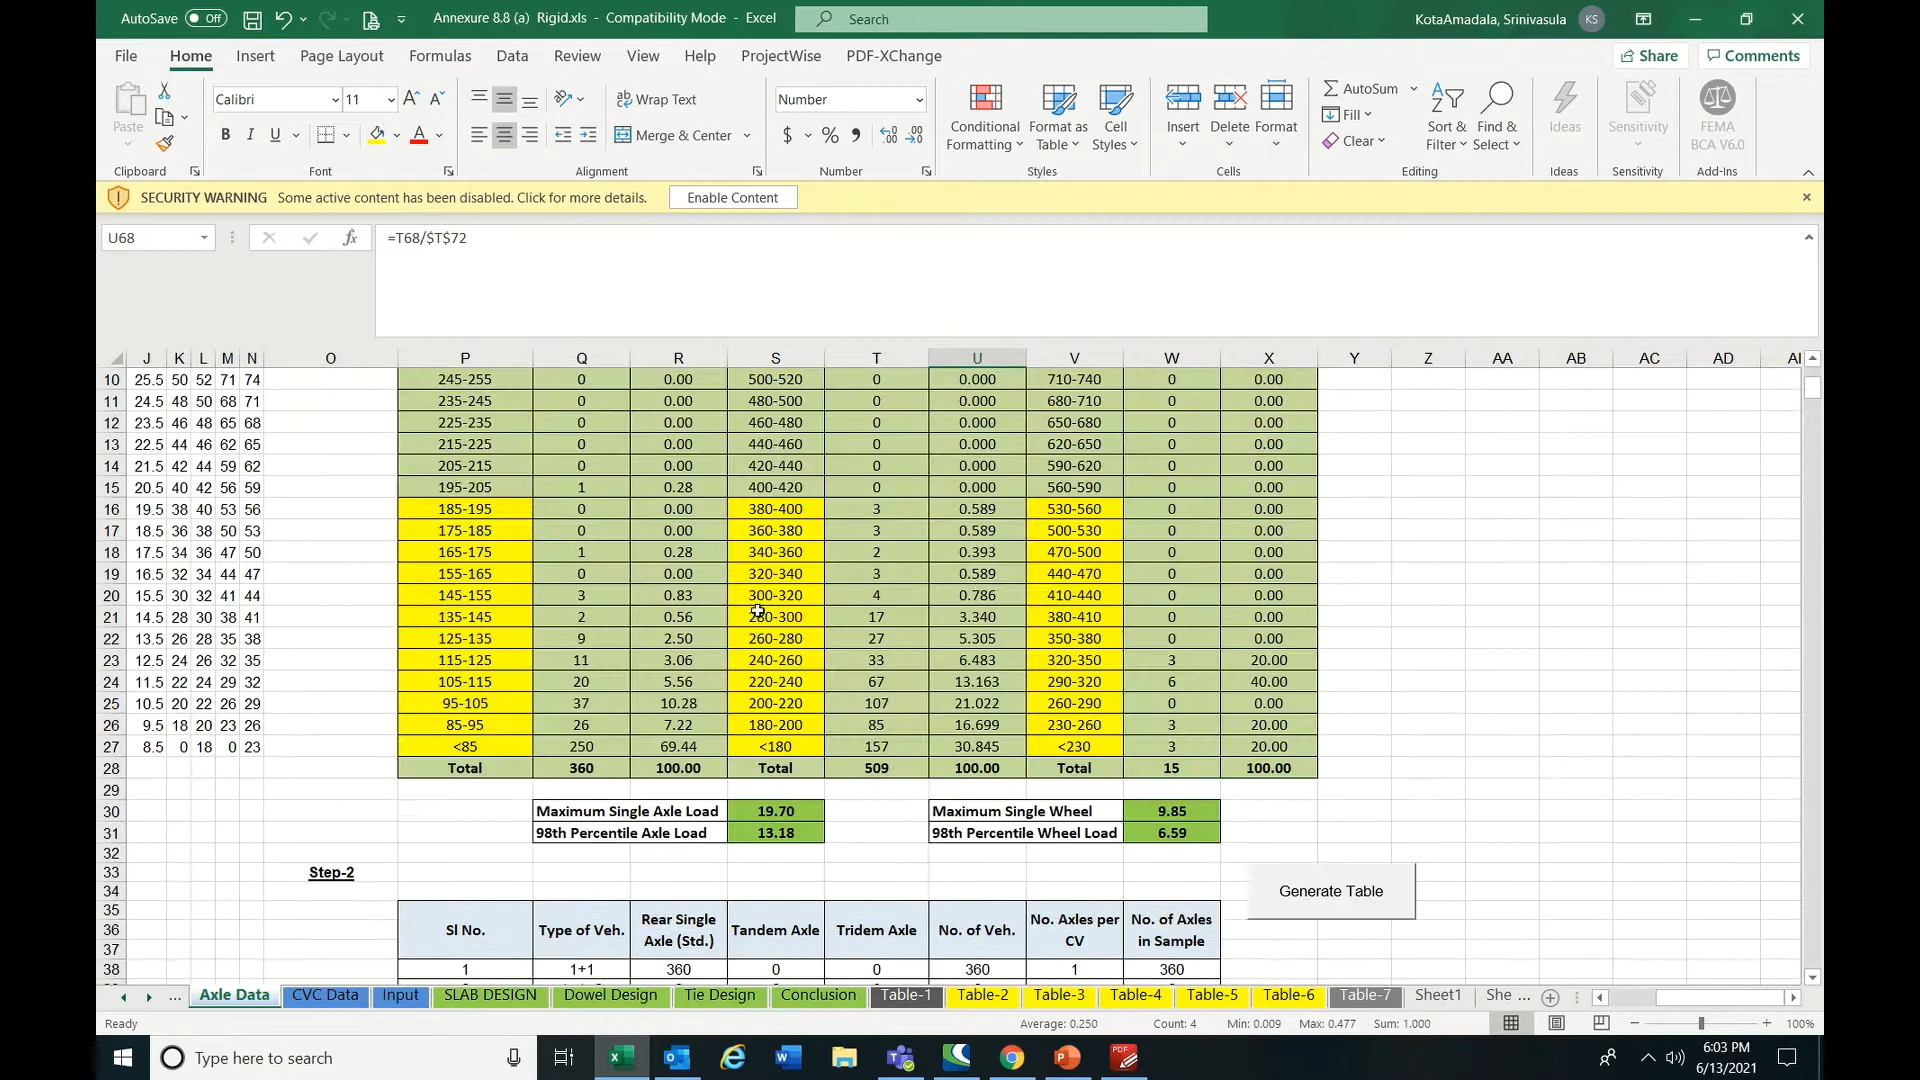 AutoSave Off Annexure 8.8 (a) Rigid.xls - Compatibility Mode - Excel Search KotaAmadala, Srinivasula KS
File Home Insert Page Layout Formulas Data Review View Help ProjectWise PDF-XChange Share Comments
Calibri 11 Wrap Text Number AutoSum
Paste Fill
B I U Merge & Center $ % Conditional Formatting Format as Table Cell Styles Insert Delete Format Clear Sort & Filter Find & Select Ideas Sensitivity FEMA BCA V6.0
Clipboard Font Alignment Number Styles Cells Editing Ideas Sensitivity Add-Ins
SECURITY WARNING Some active content has been disabled. Click for more details. Enable Content
U68 fx =T68/$T$72
J K L M N O P Q R S T U V W X Y Z AA AB AC AD
10 25.5 50 52 71 74 245-255 0 0.00 500-520 0 0.000 710-740 0 0.00
11 24.5 48 50 68 71 235-245 0 0.00 480-500 0 0.000 680-710 0 0.00
12 23.5 46 48 65 68 225-235 0 0.00 460-480 0 0.000 650-680 0 0.00
13 22.5 44 46 62 65 215-225 0 0.00 440-460 0 0.000 620-650 0 0.00
14 21.5 42 44 59 62 205-215 0 0.00 420-440 0 0.000 590-620 0 0.00
15 20.5 40 42 56 59 195-205 1 0.28 400-420 0 0.000 560-590 0 0.00
16 19.5 38 40 53 56 185-195 0 0.00 380-400 3 0.589 530-560 0 0.00
17 18.5 36 38 50 53 175-185 0 0.00 360-380 3 0.589 500-530 0 0.00
18 17.5 34 36 47 50 165-175 1 0.28 340-360 2 0.393 470-500 0 0.00
19 16.5 32 34 44 47 155-165 0 0.00 320-340 3 0.589 440-470 0 0.00
20 15.5 30 32 41 44 145-155 3 0.83 300-320 4 0.786 410-440 0 0.00
21 14.5 28 30 38 41 135-145 2 0.56 280-300 17 3.340 380-410 0 0.00
22 13.5 26 28 35 38 125-135 9 2.50 260-280 27 5.305 350-380 0 0.00
23 12.5 24 26 32 35 115-125 11 3.06 240-260 33 6.483 320-350 3 20.00
24 11.5 22 24 29 32 105-115 20 5.56 220-240 67 13.163 290-320 6 40.00
25 10.5 20 22 26 29 95-105 37 10.28 200-220 107 21.022 260-290 0 0.00
26 9.5 18 20 23 26 85-95 26 7.22 180-200 85 16.699 230-260 3 20.00
27 8.5 0 18 0 23 <85 250 69.44 <180 157 30.845 <230 3 20.00
28 Total 360 100.00 Total 509 100.00 Total 15 100.00
29
30 Maximum Single Axle Load 19.70 Maximum Single Wheel 9.85
31 98th Percentile Axle Load 13.18 98th Percentile Wheel Load 6.59
32
33 Step-2
34 Generate Table
35
36 Sl No. Type of Veh. Rear Single Axle (Std.) Tandem Axle Tridem Axle No. of Veh. No. Axles per CV No. of Axles in Sample
37
38 1 1+1 360 0 0 360 1 360
... Axle Data CVC Data Input SLAB DESIGN Dowel Design Tie Design Conclusion Table-1 Table-2 Table-3 Table-4 Table-5 Table-6 Table-7 Sheet1 She ...
Ready Average: 0.250 Count: 4 Min: 0.009 Max: 0.477 Sum: 1.000 100%
Type here to search 6:03 PM
6/13/2021